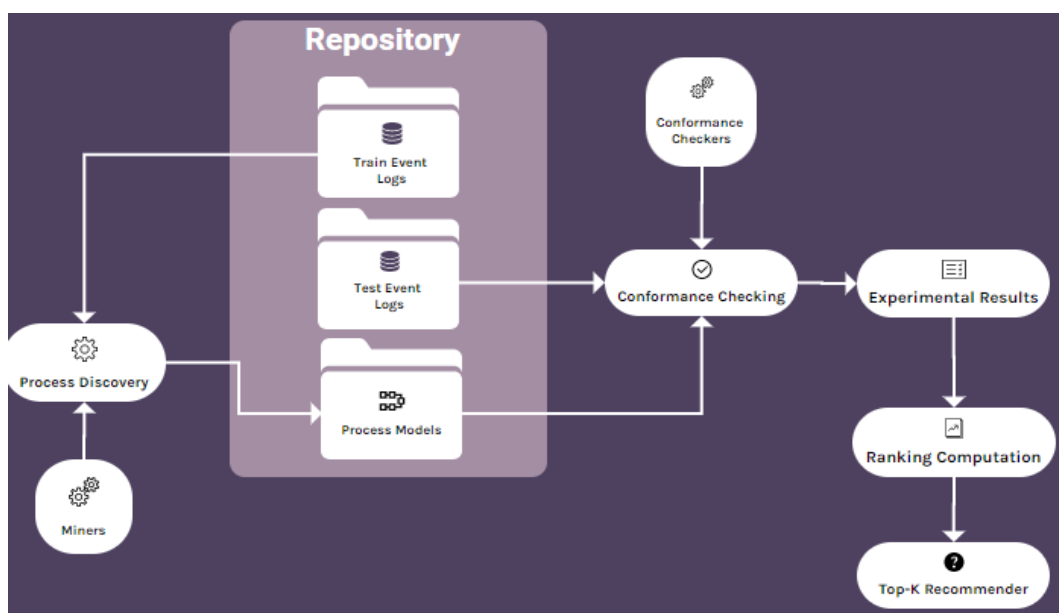 Repository
Train Event
Logs
Test Event
Logs
Process Models
Process Discovery
Miners
Conformance
Checkers
Conformance Checking
Experimental Results
Ranking Computation
Top-K Recommender